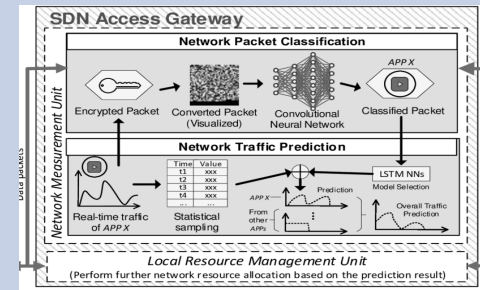 SDN Access Gateway
Network Packet Classification
APP X
Encrypted Packet
Converted Packet
(Visualized)
Convolutional
Neural Network
Classified Packet
Network Measurement Unit
Data packets
Network Traffic Prediction
Time Value
t1 xxx
t2 xxx
t3 xxx
t4 xxx
... ...
LSTM NNs
Model Selection
Prediction
APP X
From
other
APPs
Overall Traffic
Prediction
Real-time traffic
of APP X
Statistical
sampling
Local Resource Management Unit
(Perform further network resource allocation based on the prediction result)